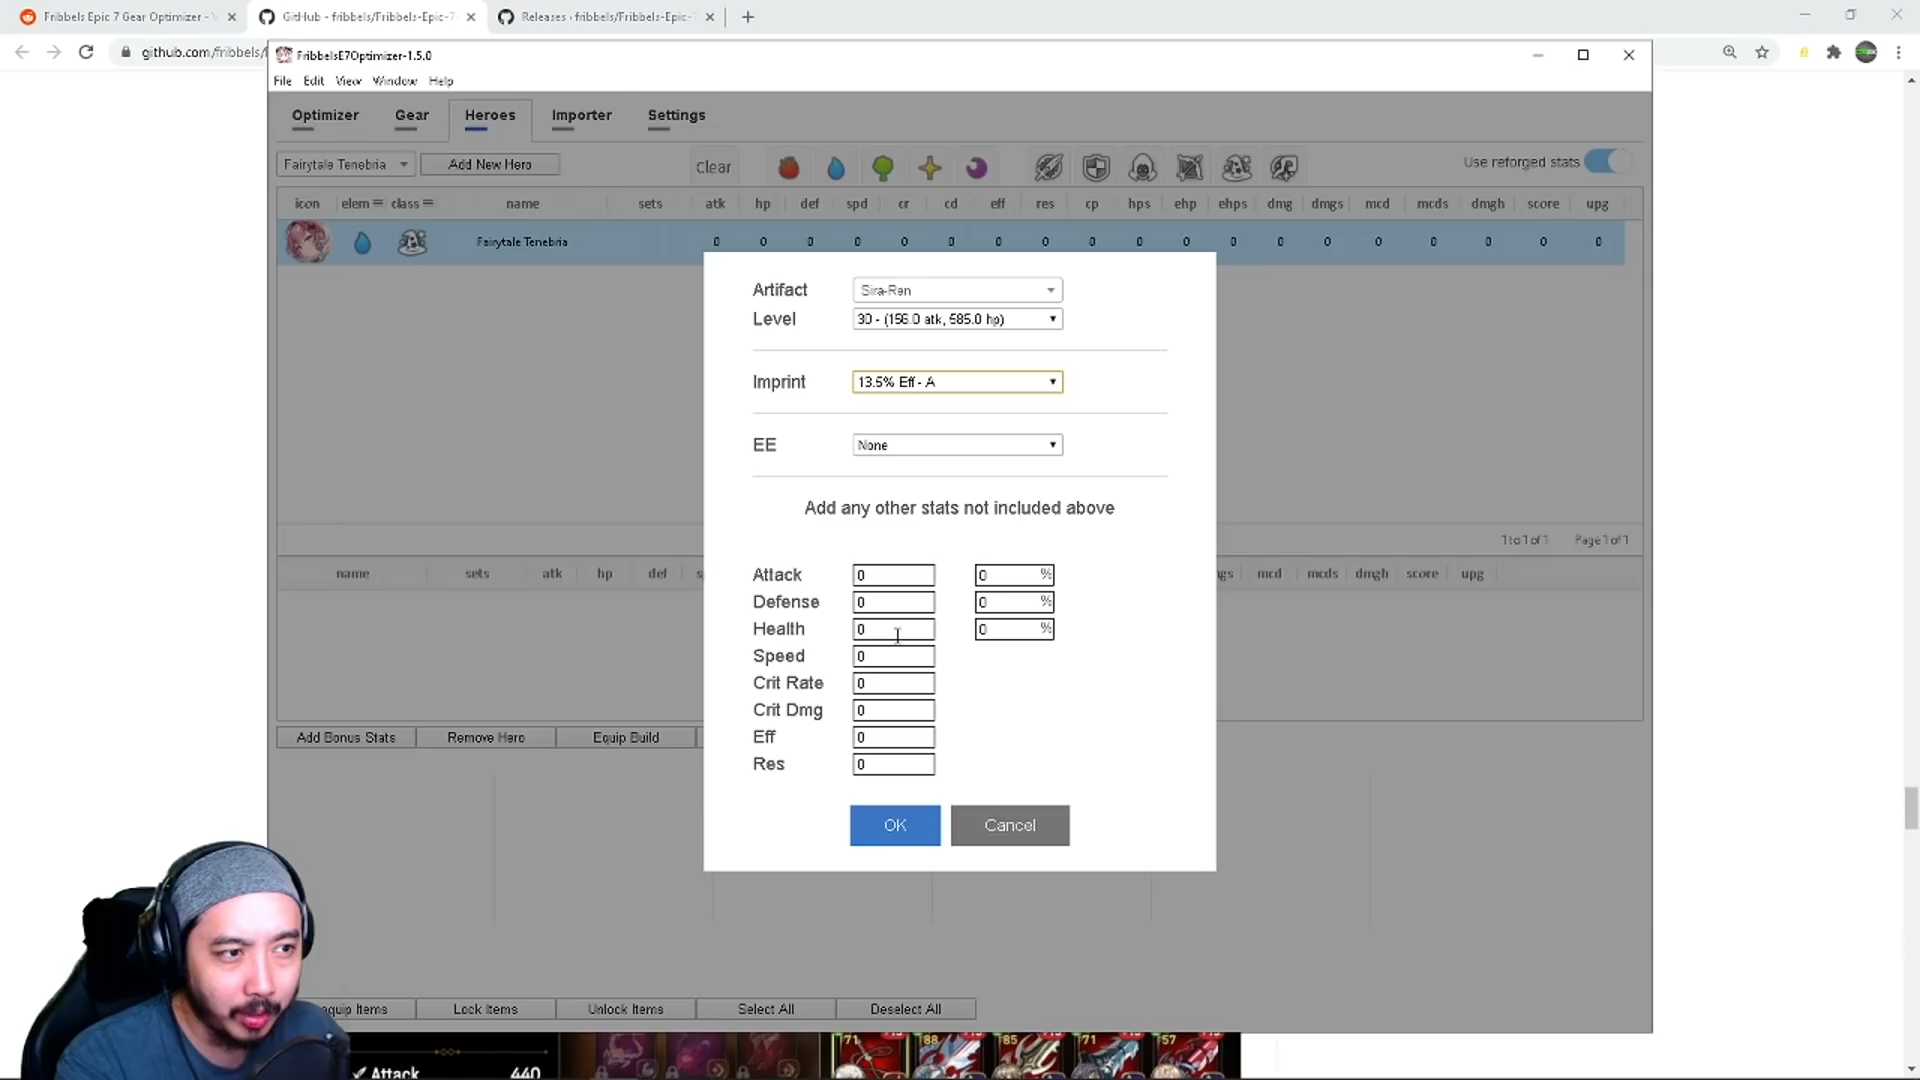 Fribbels Epic 7 Gear Optimizer -
GitHub - fribbels/Fribbels-Epic-7-
Releases · fribbels/Fribbels-Epic-
github.com/fribbels/
FribbelsE7Optimizer-1.5.0
File Edit View Window Help
Optimizer Gear Heroes Importer Settings
Fairytale Tenebria Add New Hero Clear Use reforged stats
icon elem class name sets atk hp def spd cr cd eff res cp hps ehp ehps dmg dmgs mcd mcds dmgh score upg
Fairytale Tenebria 0 0 0 0 0 0 0 0 0 0 0 0 0 0 0 0 0 0 0
Artifact Sira-Ren
Level 30 - (156.0 atk, 585.0 hp)
Imprint 13.5% Eff - A
EE None
Add any other stats not included above
1 to 1 of 1 Page 1 of 1
name sets atk hp def s gs mcd mcds dmgh score upg
Attack 0 0 %
Defense 0 0 %
Health 0 0 %
Speed 0
Crit Rate 0
Crit Dmg 0
Eff 0
Res 0
Add Bonus Stats Remove Hero Equip Build
OK Cancel
equip Items Lock Items Unlock Items Select All Deselect All
Attack 440
71 88 85 71 57